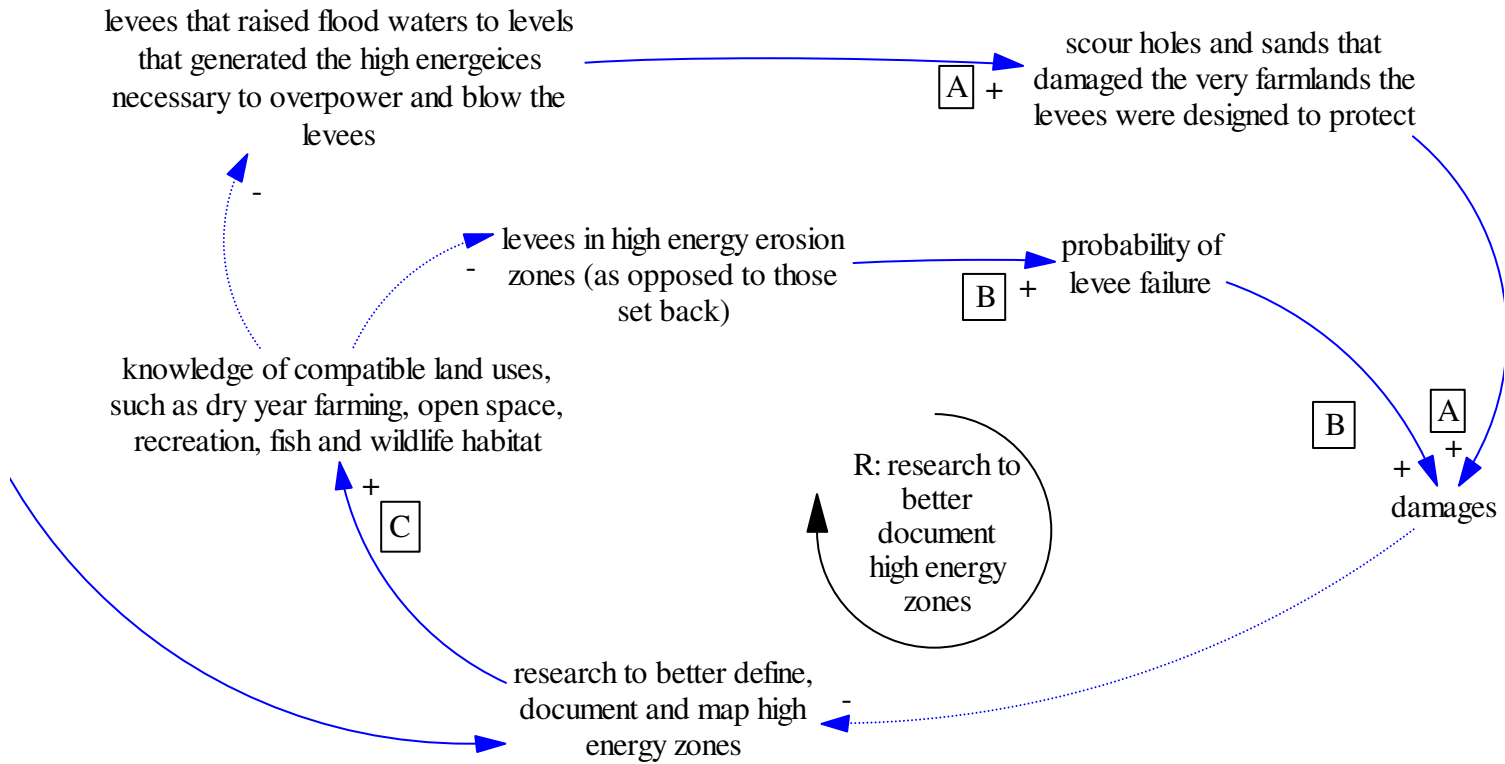 levees that raised flood waters to levels
that generated the high energeices
necessary to overpower and blow the
levees
scour holes and sands that
damaged the very farmlands the
levees were designed to protect
A +
-
levees in high energy erosion
zones (as opposed to those
set back)
-
probability of
levee failure
B +
knowledge of compatible land uses,
such as dry year farming, open space,
recreation, fish and wildlife habitat
B
+
A
+
damages
R: research to
better
document
high energy
zones
+
C
research to better define,
document and map high
energy zones
-